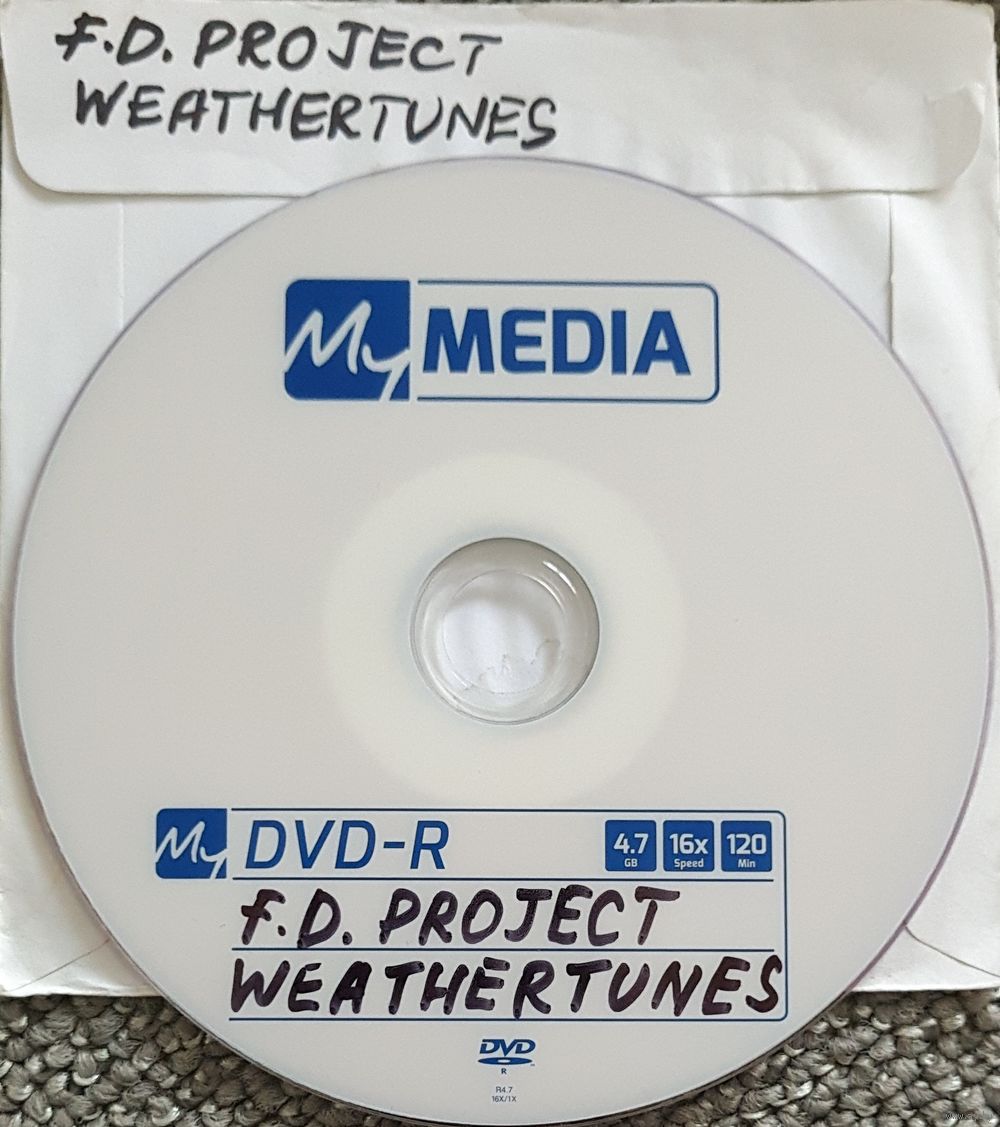 F.D. PROJECT
WEATHERTUNES
My MEDIA
My DVD-R
4.7 GB 16x Speed 120 Min
F.D. PROJECT
WEATHERTUNES
DVD
R
R4.7
16X/1X